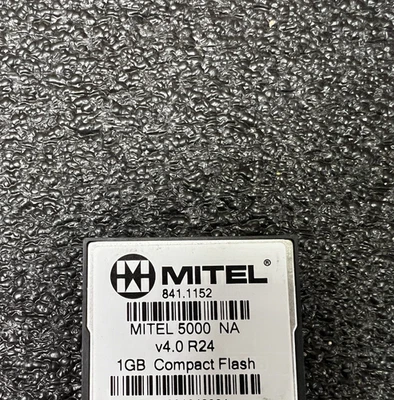 MITEL®
841.1152
MITEL 5000 NA
v4.0 R24
1GB Compact Flash